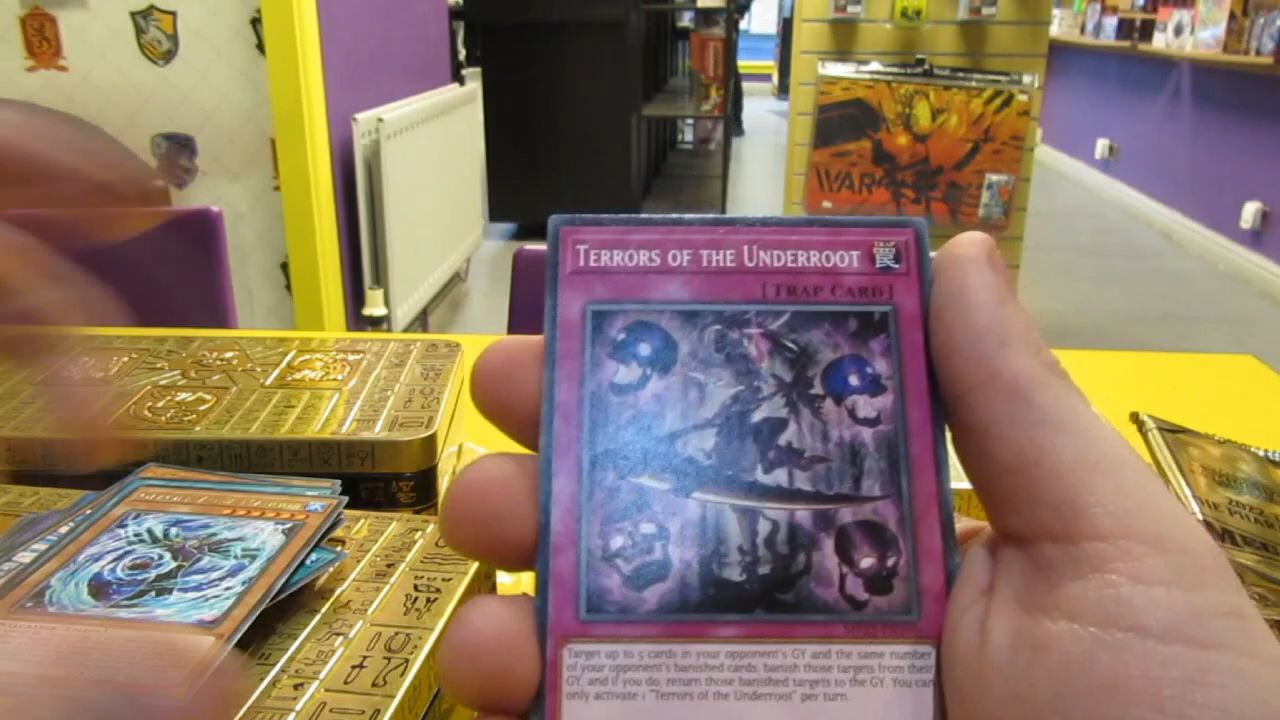 WAR
TERRORS OF THE UNDERROOT
TRAP
罠
[TRAP CARD]
Target up to 5 cards in your opponent's GY and the same number
of your opponent's banished cards; banish those targets from their
GY, and if you do, return those banished targets to the GY. You can
only activate 1 "Terrors of the Underroot" per turn.
2022